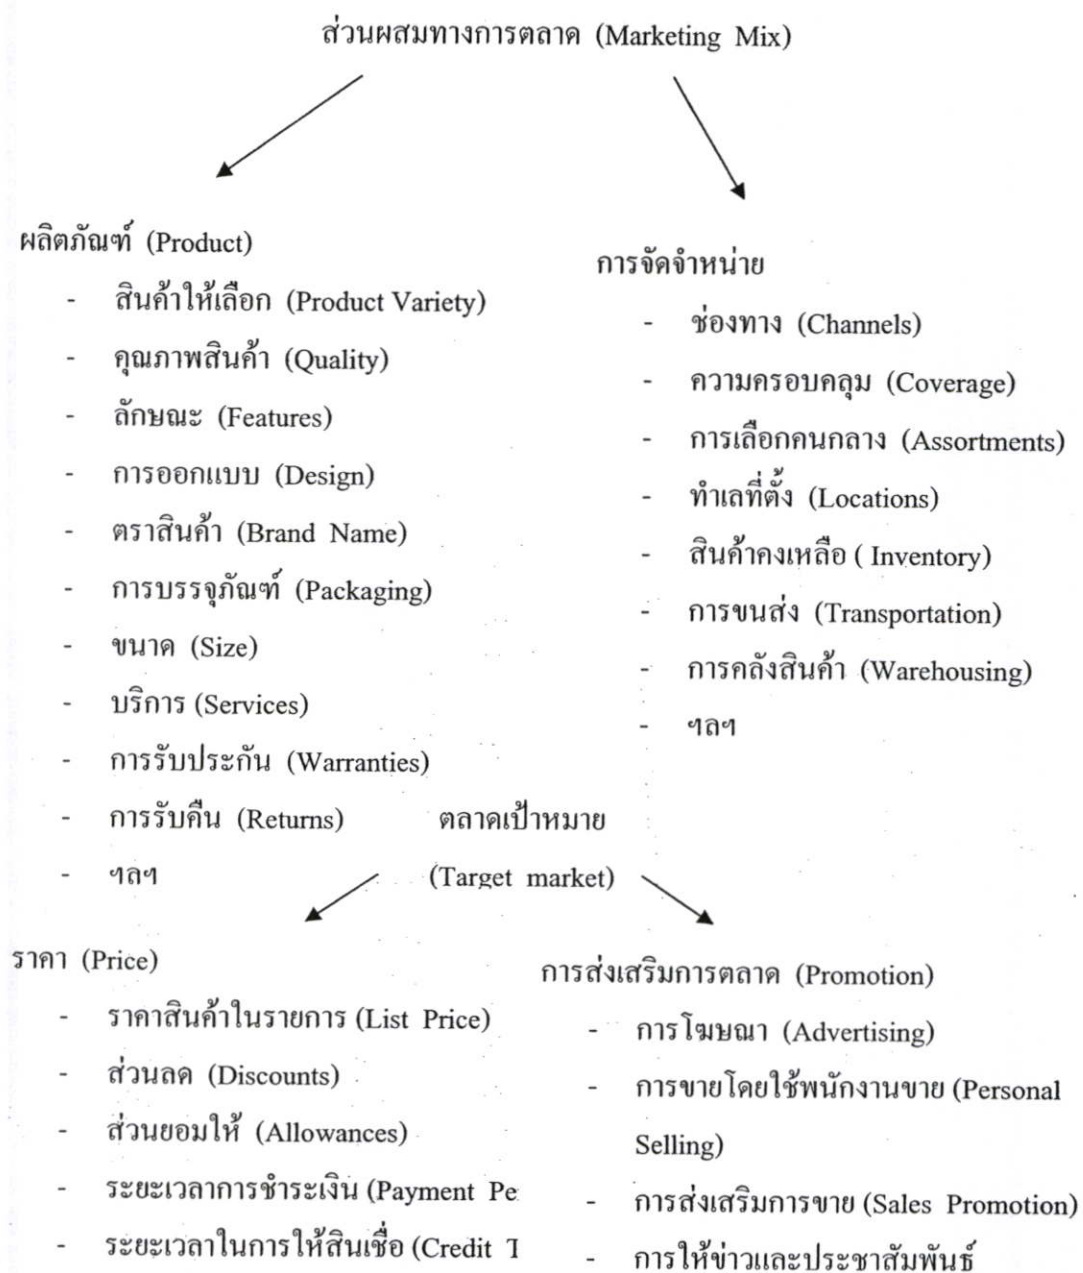 ส่วนผสมทางการตลาด (Marketing Mix)
ผลิตภัณฑ์ (Product)
- สินค้าให้เลือก (Product Variety)
- คุณภาพสินค้า (Quality)
- ลักษณะ (Features)
- การออกแบบ (Design)
- ตราสินค้า (Brand Name)
- การบรรจุภัณฑ์ (Packaging)
- ขนาด (Size)
- บริการ (Services)
- การรับประกัน (Warranties)
- การรับคืน (Returns)
- ฯลฯ
การจัดจำหน่าย
- ช่องทาง (Channels)
- ความครอบคลุม (Coverage)
- การเลือกคนกลาง (Assortments)
- ทำเลที่ตั้ง (Locations)
- สินค้าคงเหลือ ( Inventory)
- การขนส่ง (Transportation)
- การคลังสินค้า (Warehousing)
- ฯลฯ
ตลาดเป้าหมาย
(Target market)
ราคา (Price)
- ราคาสินค้าในรายการ (List Price)
- ส่วนลด (Discounts)
- ส่วนยอมให้ (Allowances)
- ระยะเวลาการชำระเงิน (Payment Pe
- ระยะเวลาในการให้สินเชื่อ (Credit T
การส่งเสริมการตลาด (Promotion)
- การโฆษณา (Advertising)
- การขายโดยใช้พนักงานขาย (Personal
Selling)
- การส่งเสริมการขาย (Sales Promotion)
- การให้ข่าวและประชาสัมพันธ์